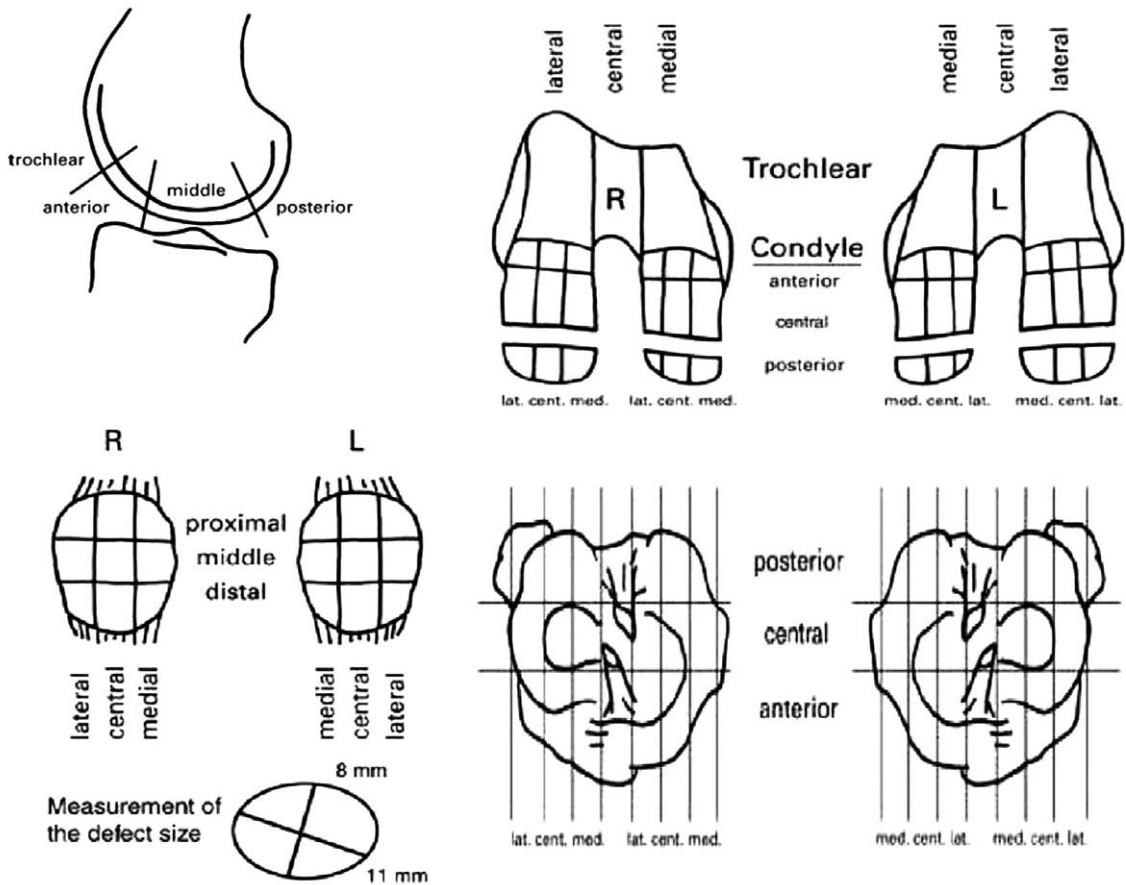 trochlear
anterior
middle
posterior
lateral
central
medial
medial
central
lateral
R
Trochlear
L
Condyle
anterior
central
posterior
lat. cent. med.
lat. cent. med.
med. cent. lat.
med. cent. lat.
R
L
proximal
middle
distal
lateral
central
medial
medial
central
lateral
Measurement of
the defect size
8 mm
11 mm
posterior
central
anterior
lat. cent. med.
lat. cent. med.
med. cent. lat.
med. cent. lat.